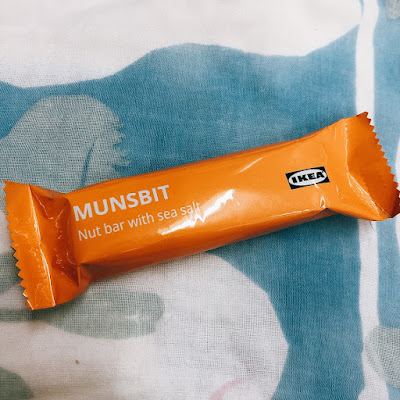 MUNSBIT
Nut bar with sea salt
IKEA